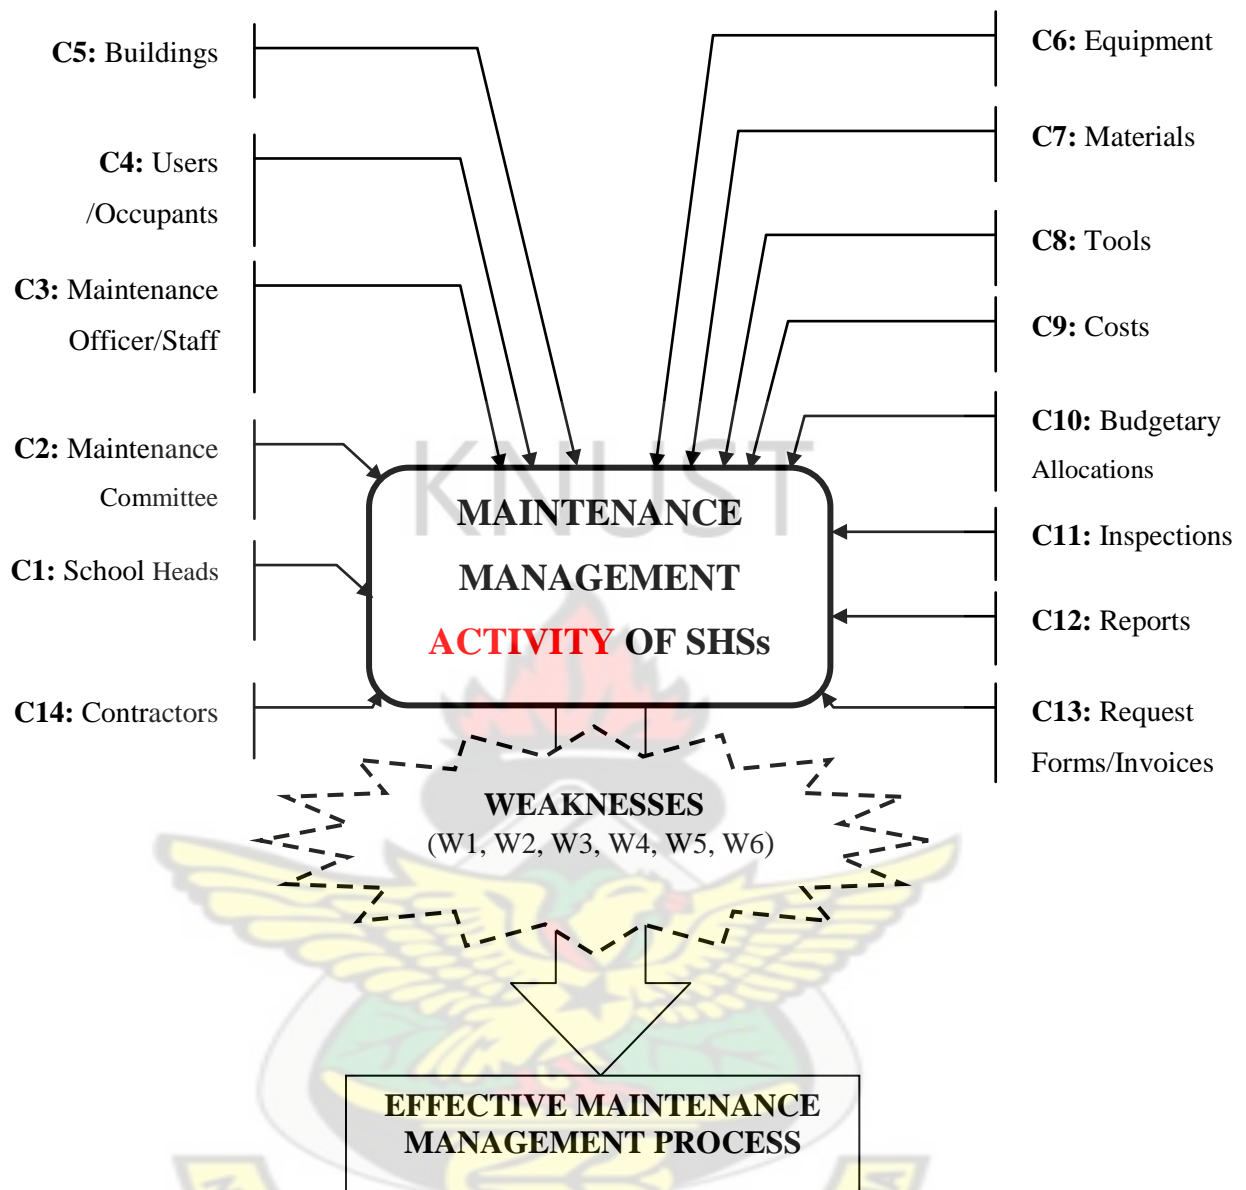 C5: Buildings
C4: Users
/Occupants
C3: Maintenance
Officer/Staff
C2: Maintenance
Committee
C1: School Heads
C14: Contractors
C6: Equipment
C7: Materials
C8: Tools
C9: Costs
C10: Budgetary
Allocations
C11: Inspections
C12: Reports
C13: Request
Forms/Invoices
KNUST
MAINTENANCE
MANAGEMENT
ACTIVITY OF SHSs
WEAKNESSES
(W1, W2, W3, W4, W5, W6)
EFFECTIVE MAINTENANCE
MANAGEMENT PROCESS